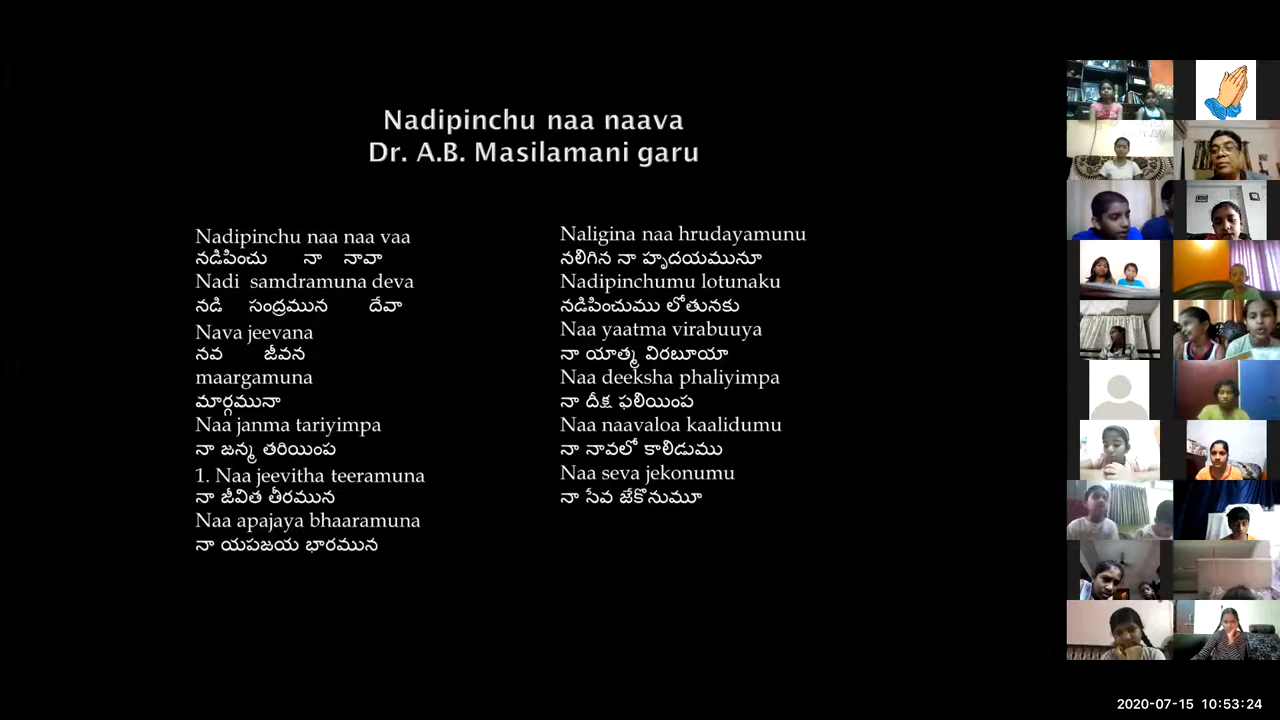 Nadipinchu naa naava
Dr. A.B. Masilamani garu
Nadipinchu naa naa vaa
నడిపించు నా నావా
Nadi samdramuna deva
నడి సంద్రమున దేవా
Nava jeevana
నవ జీవన
maargamuna
మార్గమునా
Naa janma tariyimpa
నా జన్మ తరియింప
1. Naa jeevitha teeramuna
నా జీవిత తీరమున
Naa apajaya bhaaramuna
నా యపజయ భారమున
Naligina naa hrudayamunu
నలిగిన నా హృదయమునూ
Nadipinchumu lotunaku
నడిపించుము లోతునకు
Naa yaatma virabuuya
నా యాత్మ విరబూయా
Naa deeksha phaliyimpa
నా దీక్ష ఫలియింప
Naa naavaloa kaalidumu
నా నావలో కాలిడుము
Naa seva jekonumu
నా సేవ జేకొనుమూ
2020-07-15 10:53:24